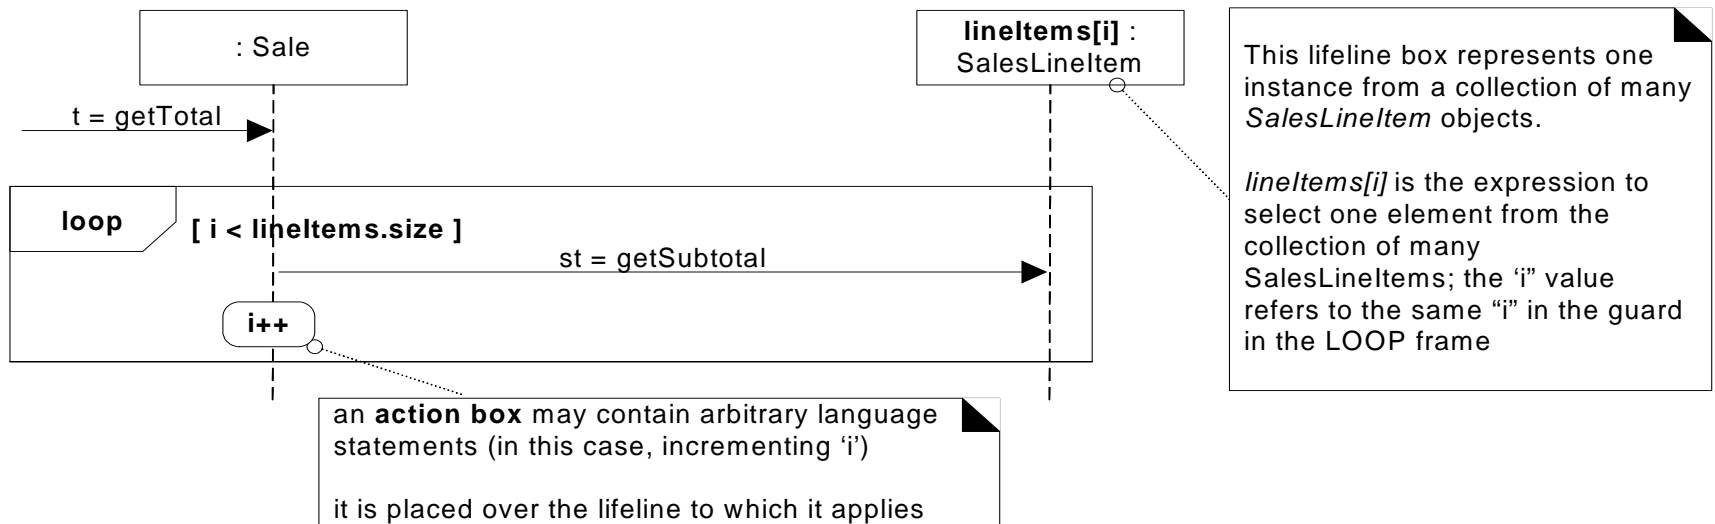 : Sale
lineItems[i] :
SalesLineItem
t = getTotal
loop
[ i < lineItems.size ]
st = getSubtotal
i++
This lifeline box represents one
instance from a collection of many
SalesLineItem objects.
lineItems[i] is the expression to
select one element from the
collection of many
SalesLineItems; the ‘i” value
refers to the same “i” in the guard
in the LOOP frame
an action box may contain arbitrary language
statements (in this case, incrementing ‘i’)
it is placed over the lifeline to which it applies